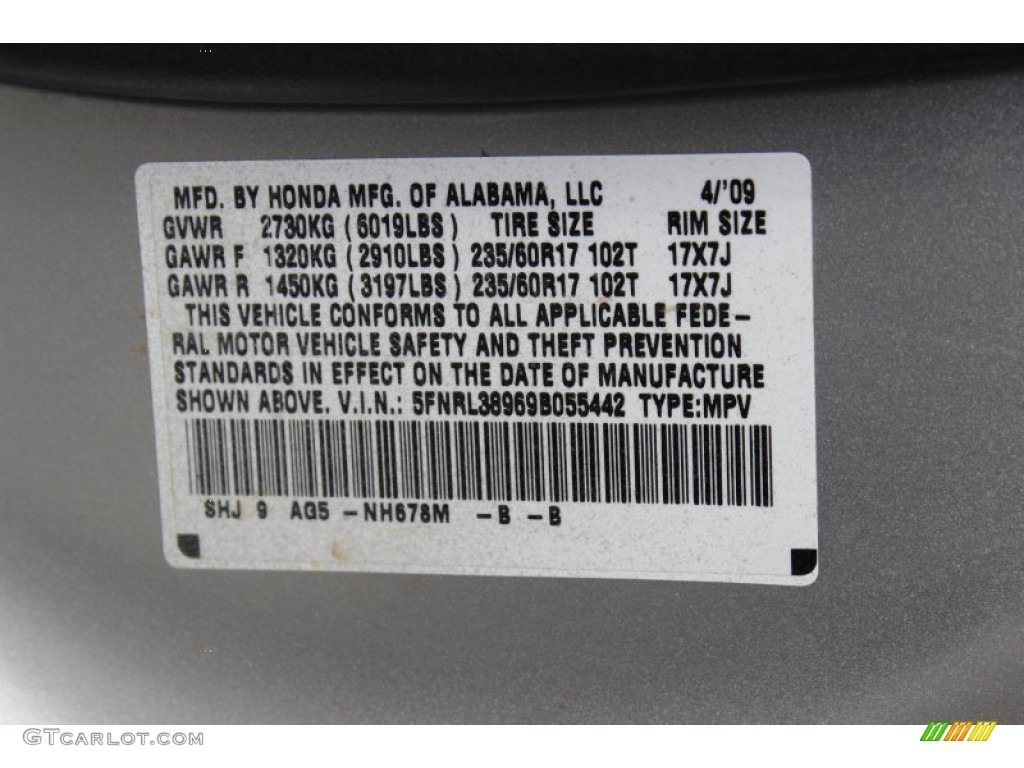 MFD. BY HONDA MFG. OF ALABAMA, LLC 4/'09
GVWR 2730KG (6019LBS) TIRE SIZE RIM SIZE
GAWR F 1320KG (2910LBS) 235/60R17 102T 17X7J
GAWR R 1450KG (3197LBS) 235/60R17 102T 17X7J
THIS VEHICLE CONFORMS TO ALL APPLICABLE FEDE-
RAL MOTOR VEHICLE SAFETY AND THEFT PREVENTION
STANDARDS IN EFFECT ON THE DATE OF MANUFACTURE
SHOWN ABOVE. V.I.N.: 5FNRL38969B055442 TYPE:MPV
SHJ 9 AG5 -NH678M -B -B
GTCARLOT.COM